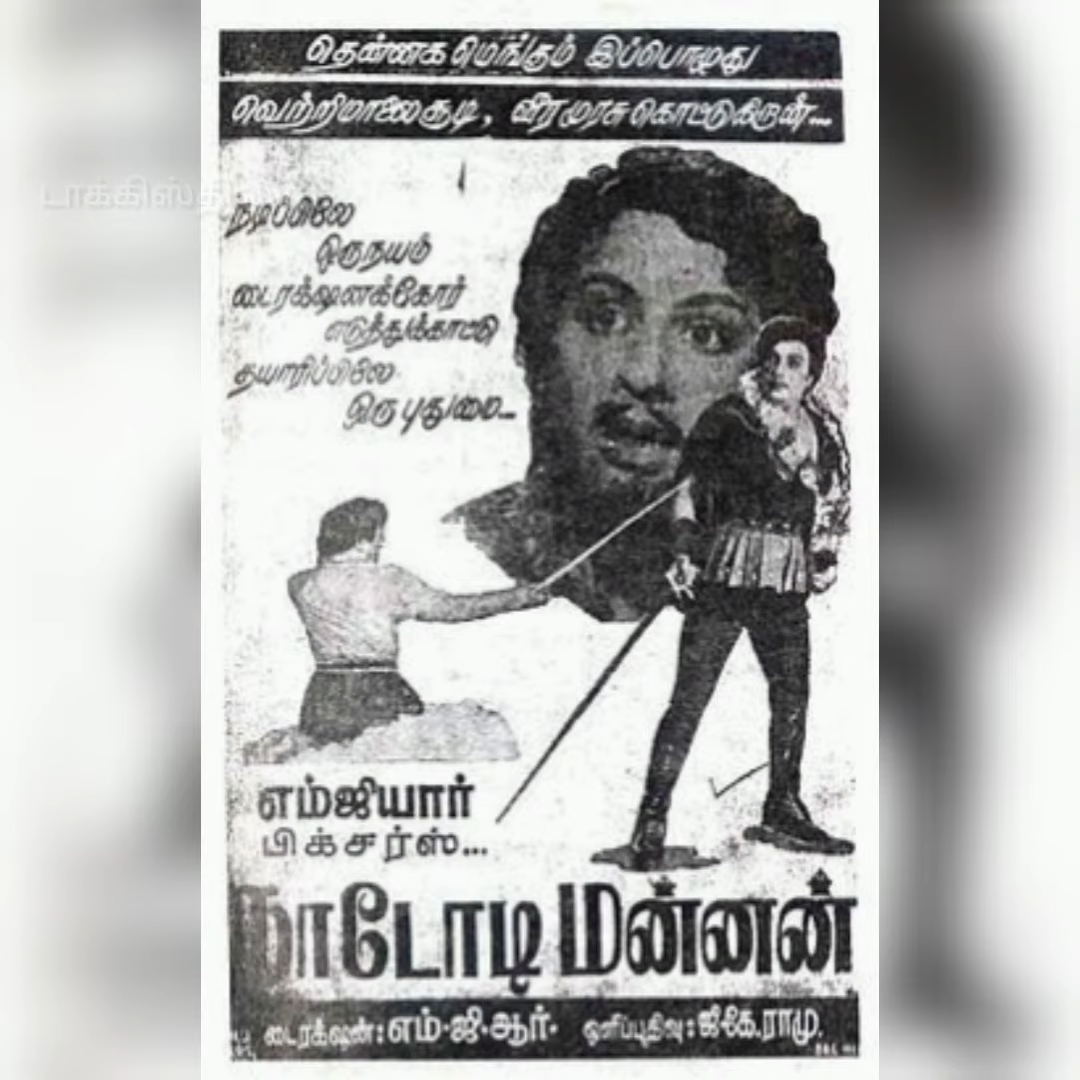 தென்னகமெங்கும் இப்பொழுது
வெற்றிமாலைசூடி, வீரமுரசுகொட்டுகிறான்...
டாக்கிஸ்தி
நடிப்பிலே
ஒருநயம்
டைரக்ஷனுக்கோர்
எடுத்துக்காட்டு
தயாரிப்பிலே
ஒரு புதுமை...
எம்ஜியார்
பிக்சர்ஸ்...
நாடோடி மன்னன்
டைரக்ஷன்: எம்·ஜி·ஆர். ஒளிப்பதிவு: ஜி·கே.ராமு.